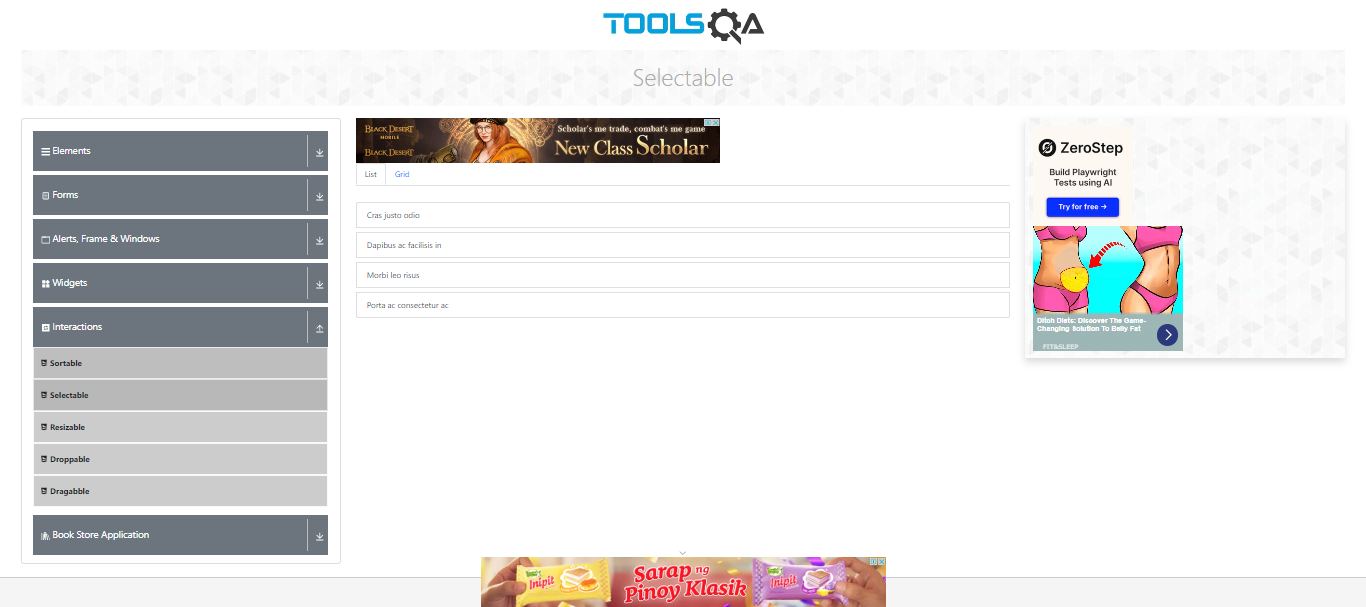 TOOLSQA
Selectable
Elements
Forms
Alerts, Frame & Windows
Widgets
Interactions
Sortable
Selectable
Resizable
Droppable
Dragabble
Book Store Application
BLACK DESERT
MOBILE
BLACK DESERT
Scholar's me trade, combat's me game
New Class Scholar
List
Grid
Cras justo odio
Dapibus ac facilisis in
Morbi leo risus
Porta ac consectetur ac
ZeroStep
Build Playwright
Tests using AI
Try for free →
Ditch Diets: Discover The Game-
Changing Solution To Belly Fat
FIT&SLEEP
Inipit
Sarap ng
Pinoy Klasik
Inipit